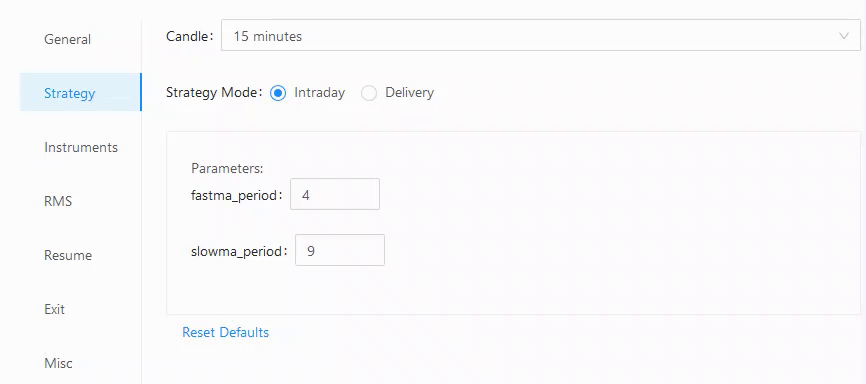 General
Strategy
Instruments
RMS
Resume
Exit
Misc
Candle: 15 minutes
Strategy Mode: Intraday Delivery
Parameters:
fastma_period: 4
slowma_period: 9
Reset Defaults